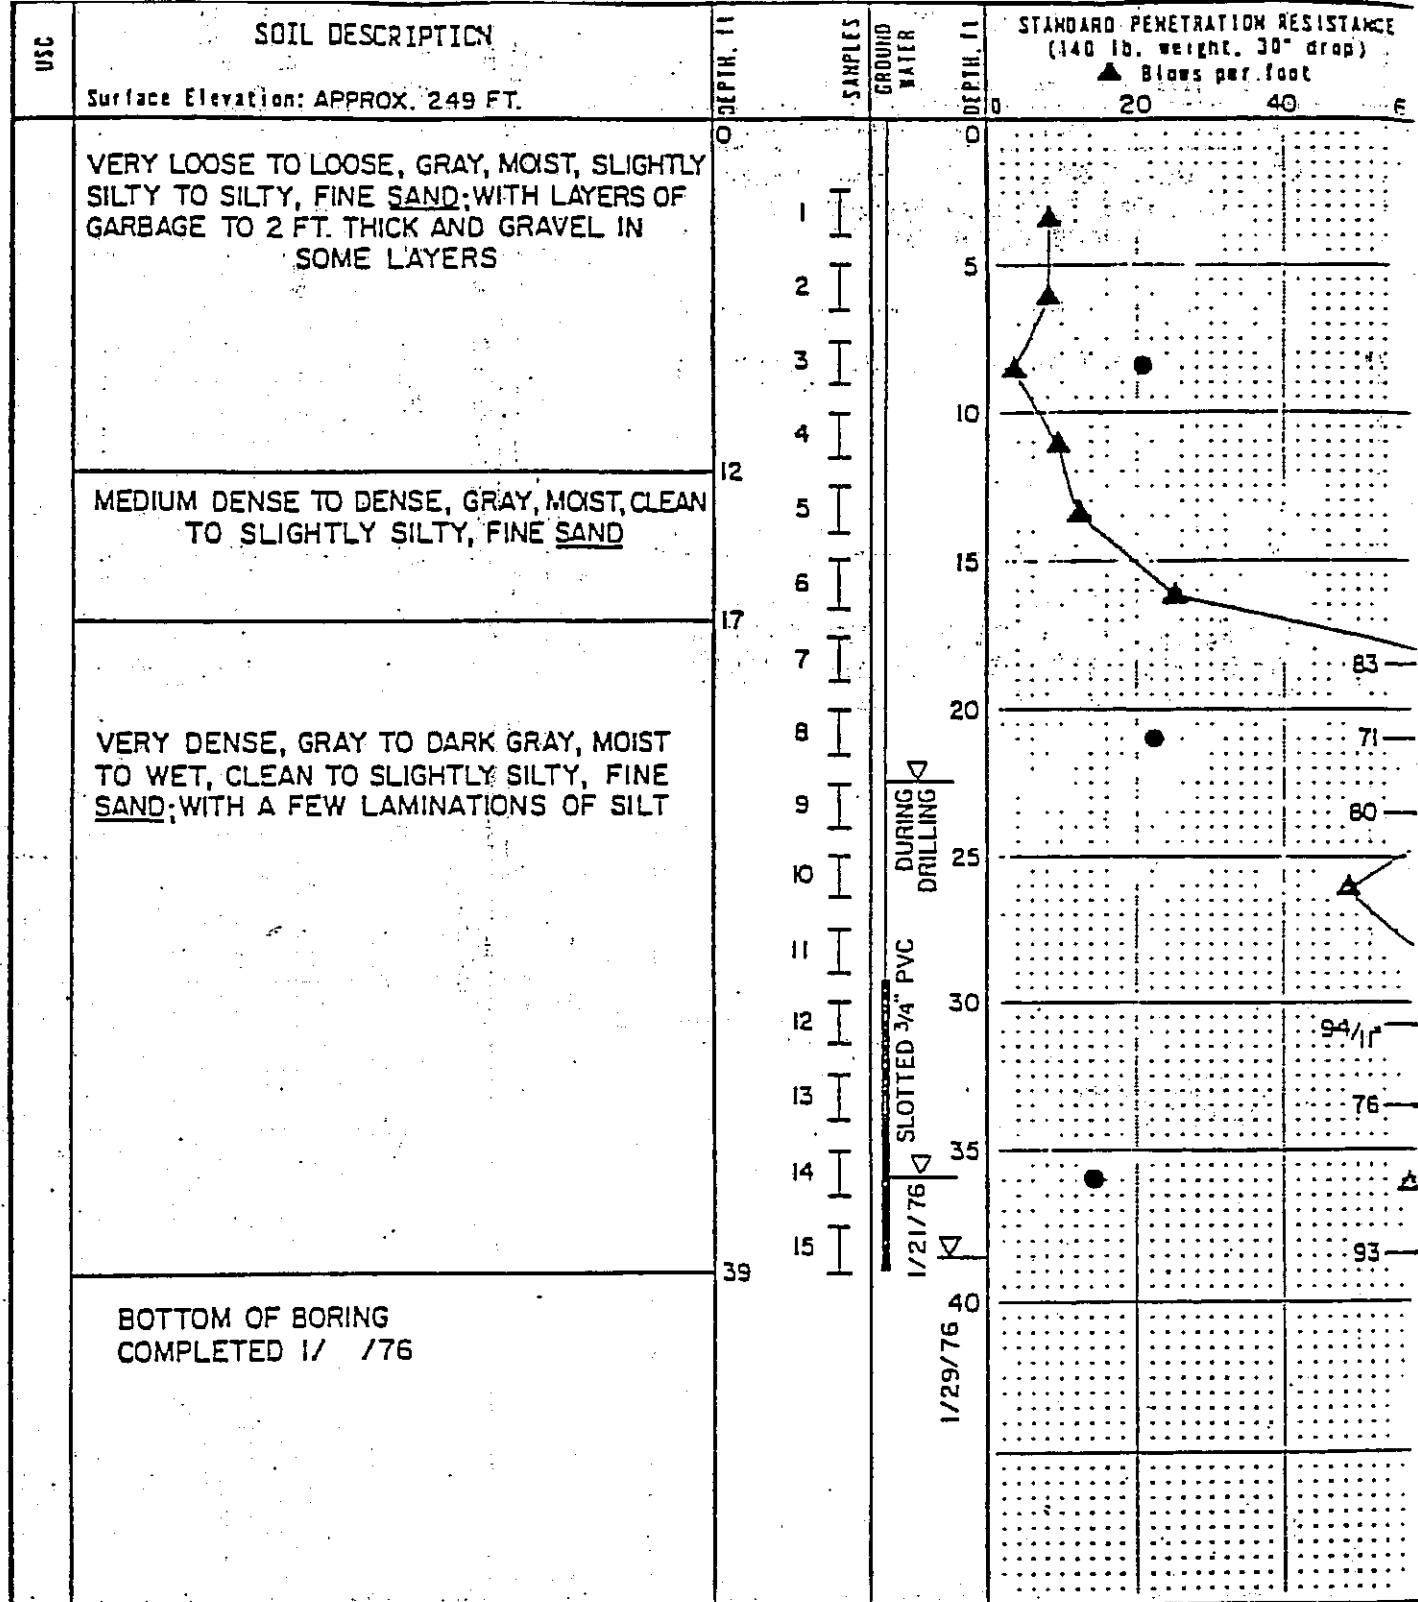 USC
SOIL DESCRIPTION
Surface Elevation: APPROX. 249 FT.
DEPTH, ft
SAMPLES
GROUND
WATER
DEPTH, ft
STANDARD PENETRATION RESISTANCE
(140 lb. weight, 30" drop)
▲ Blows per foot
0 20 40
0
0
VERY LOOSE TO LOOSE, GRAY, MOIST, SLIGHTLY
SILTY TO SILTY, FINE SAND; WITH LAYERS OF
GARBAGE TO 2 FT. THICK AND GRAVEL IN
SOME LAYERS
1
5
2
3
10
4
12
MEDIUM DENSE TO DENSE, GRAY, MOIST, CLEAN
TO SLIGHTLY SILTY, FINE SAND
5
15
6
17
7
83
20
8
71
VERY DENSE, GRAY TO DARK GRAY, MOIST
TO WET, CLEAN TO SLIGHTLY SILTY, FINE
SAND; WITH A FEW LAMINATIONS OF SILT
9
DURING
DRILLING
80
25
10
11
SLOTTED 3/4" PVC
30
12
94/11"
13
76
35
14
1/21/76
15
93
39
40
1/29/76
BOTTOM OF BORING
COMPLETED 1/ /76